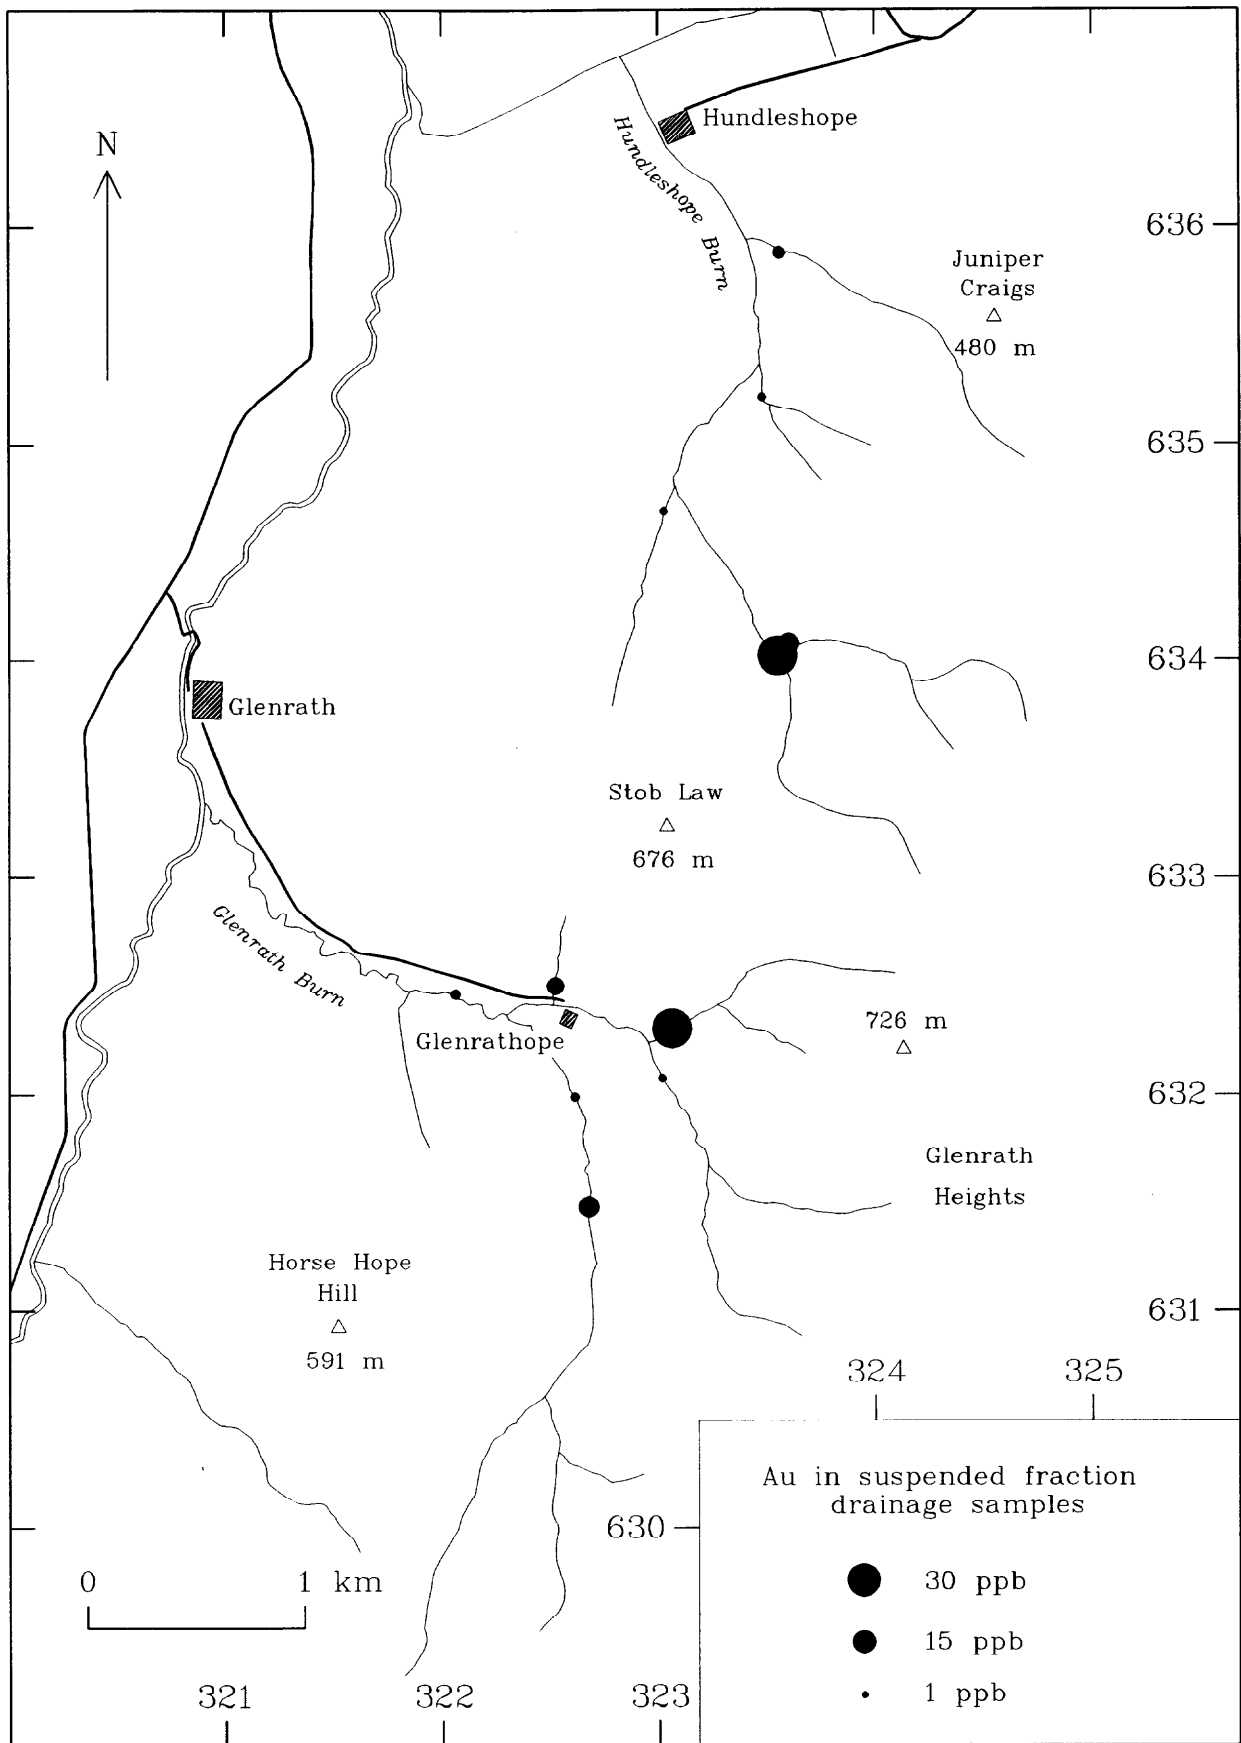 N
Hundleshope
Hundleshope Burn
636
Juniper
Craigs
480 m
635
634
Glenrath
Stob Law
676 m
633
Glenrath Burn
726 m
Glenrathope
632
Glenrath
Heights
Horse Hope
Hill
591 m
631
324 325
Au in suspended fraction
drainage samples
630
30 ppb
15 ppb
1 ppb
0 1 km
321 322 323